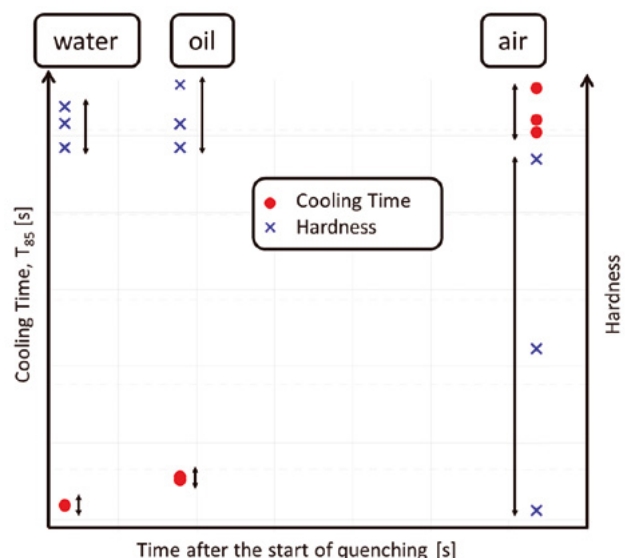 water
oil
air
Cooling Time, T85 [s]
Cooling Time
Hardness
Hardness
Time after the start of quenching [s]